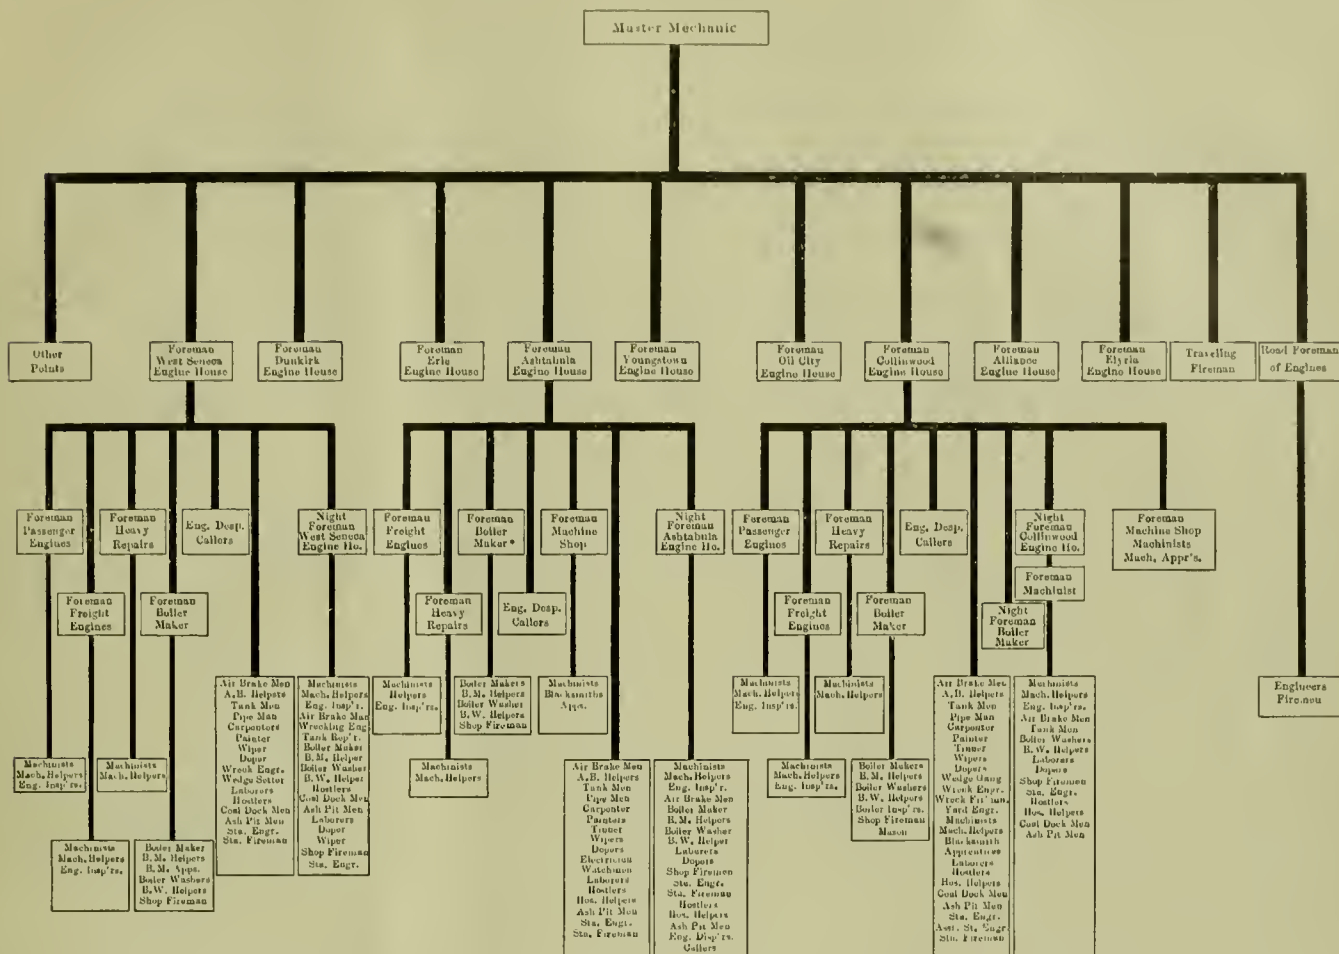 Master Mechanic
Other
Points
Foreman
West Seneca
Engine House
Foreman
Dunkirk
Engine House
Foreman
Erie
Engine House
Foreman
Ashtabula
Engine House
Foreman
Youngstown
Engine House
Foreman
Oil City
Engine House
Foreman
Collinwood
Engine House
Foreman
Alliance
Engine House
Foreman
Elyria
Engine House
Traveling
Fireman
Road Foreman
of Engines
Foreman
Passenger
Engines
Foreman
Heavy
Repairs
Eng. Desp.
Callers
Night
Foreman
West Seneca
Engine Ho.
Foreman
Freight
Engines
Foreman
Boiler
Maker*
Foreman
Machine
Shop
Night
Foreman
Ashtabula
Engine Ho.
Foreman
Passenger
Engines
Foreman
Heavy
Repairs
Eng. Desp.
Callers
Night
Foreman
Collinwood
Engine Ho.
Foreman
Machine Shop
Machinists
Mach. Appr's.
Foreman
Machinist
Foreman
Freight
Engines
Foreman
Boiler
Maker
Foreman
Heavy
Repairs
Eng. Desp.
Callers
Foreman
Freight
Engines
Foreman
Boiler
Maker
Night
Foreman
Boiler
Maker
Air Brake Men
A.B. Helpers
Tank Men
Pipe Man
Carpenters
Painter
Wiper
Doper
Wreck Engr.
Wedge Setter
Laborers
Hostlers
Coal Dock Men
Ash Pit Men
Sta. Engr.
Sta. Fireman
Machinists
Mach. Helpers
Eng. Insp'r.
Air Brake Man
Wrecking Eng.
Tank Rep'r.
Boiler Maker
B.M. Helper
Boiler Washer
B.W. Helper
Hostlers
Coal Dock Men
Ash Pit Men
Laborers
Doper
Wiper
Shop Fireman
Sta. Engr.
Machinists
Helpers
Eng. Insp'rs.
Boiler Makers
B.M. Helpers
Boiler Washer
B.W. Helpers
Shop Fireman
Machinists
Blacksmiths
Apps.
Machinists
Mach. Helpers
Eng. Insp'rs.
Machinists
Mach. Helpers
Air Brake Men
A.B. Helpers
Tank Men
Pipe Man
Carpenter
Painter
Tinner
Wipers
Dopers
Wedge Gang
Wreck Engr.
Wreck Fir'man.
Yard Engr.
Machinists
Mach. Helpers
Blacksmith
Apprentices
Laborers
Hostlers
Hos. Helpers
Coal Dock Men
Ash Pit Men
Sta. Engr.
Asst. St. Engr.
Sta. Fireman
Machinists
Mach. Helpers
Eng. Insp'rs.
Air Brake Men
Tank Men
Boiler Washers
B.W. Helpers
Laborers
Dopers
Shop Fireman
Sta. Engr.
Hostlers
Hos. Helpers
Coal Dock Men
Ash Pit Men
Engineers
Firemen
Machinists
Mach. Helpers
Eng. Insp'rs.
Machinists
Mach. Helpers
Machinists
Mach. Helpers
Air Brake Men
A.B. Helpers
Tank Men
Pipe Men
Carpenter
Painters
Tinner
Wipers
Dopers
Electrician
Watchmen
Laborers
Hostlers
Hos. Helpers
Ash Pit Men
Sta. Engr.
Sta. Fireman
Machinists
Mach. Helpers
Eng. Insp'r.
Air Brake Men
Boiler Maker
B.M. Helpers
Boiler Washer
B.W. Helper
Laborers
Dopers
Shop Firemen
Sta. Engr.
Sta. Fireman
Hostlers
Hos. Helpers
Ash Pit Men
Eng. Disp'rs.
Callers
Machinists
Mach. Helpers
Eng. Insp'rs.
Boiler Makers
B.M. Helpers
Boiler Washers
B.W. Helpers
Boiler Insp'rs.
Shop Fireman
Mason
Machinists
Mach. Helpers
Eng. Insp'rs.
Boiler Maker
B.M. Helpers
B.M. Apps.
Boiler Washers
B.W. Helpers
Shop Fireman